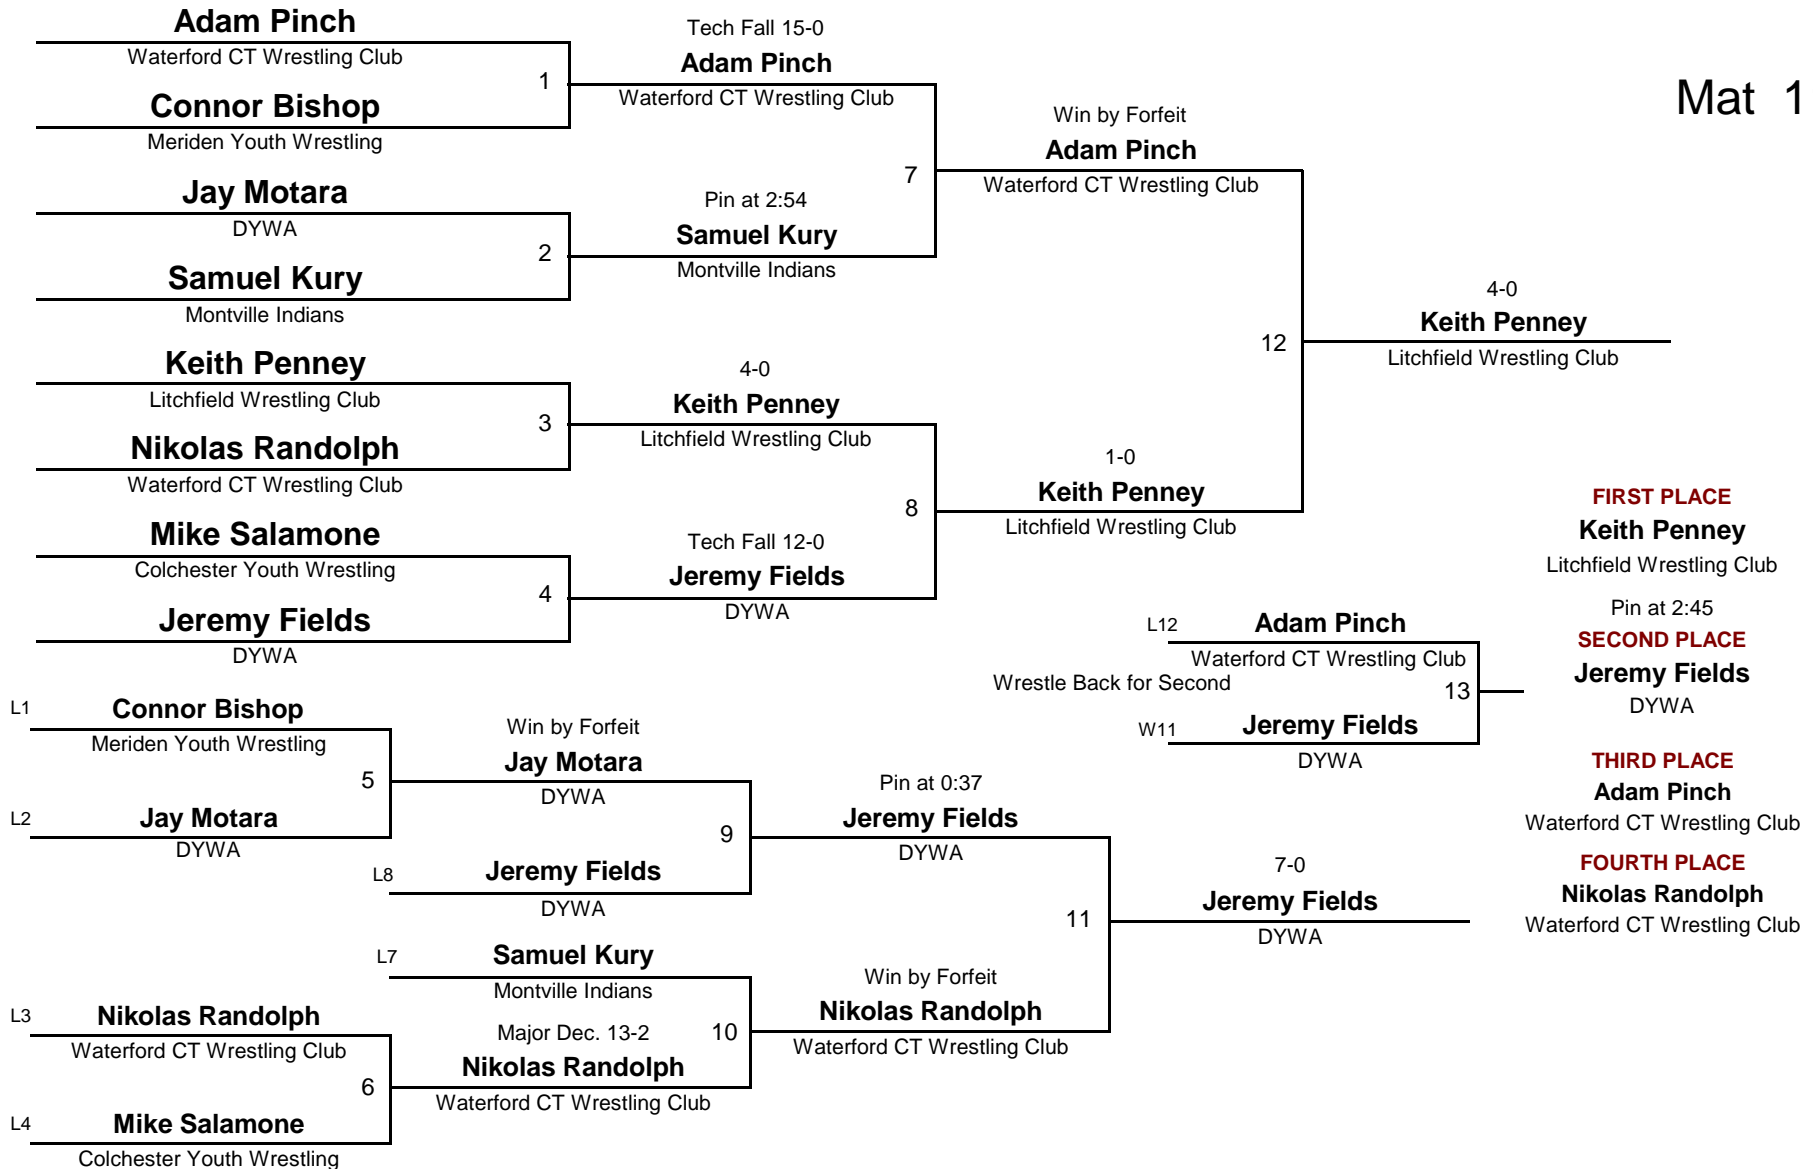 Adam Pinch
Waterford CT Wrestling Club
1
Connor Bishop
Meriden Youth Wrestling
Jay Motara
DYWA
2
Samuel Kury
Montville Indians
Keith Penney
Litchfield Wrestling Club
3
Nikolas Randolph
Waterford CT Wrestling Club
Mike Salamone
Colchester Youth Wrestling
4
Jeremy Fields
DYWA
Tech Fall 15-0
Adam Pinch
Waterford CT Wrestling Club
7
Pin at 2:54
Samuel Kury
Montville Indians
4-0
Keith Penney
Litchfield Wrestling Club
8
Tech Fall 12-0
Jeremy Fields
DYWA
Win by Forfeit
Adam Pinch
Waterford CT Wrestling Club
12
1-0
Keith Penney
Litchfield Wrestling Club
Mat 1
4-0
Keith Penney
Litchfield Wrestling Club
L1
Connor Bishop
Meriden Youth Wrestling
5
L2
Jay Motara
DYWA
L3
Nikolas Randolph
Waterford CT Wrestling Club
6
L4
Mike Salamone
Colchester Youth Wrestling
Win by Forfeit
Jay Motara
DYWA
9
L8
Jeremy Fields
DYWA
L7
Samuel Kury
Montville Indians
10
Major Dec. 13-2
Nikolas Randolph
Waterford CT Wrestling Club
Pin at 0:37
Jeremy Fields
DYWA
11
Win by Forfeit
Nikolas Randolph
Waterford CT Wrestling Club
7-0
Jeremy Fields
DYWA
L12
Adam Pinch
Waterford CT Wrestling Club
Wrestle Back for Second
13
W11
Jeremy Fields
DYWA
FIRST PLACE
Keith Penney
Litchfield Wrestling Club
Pin at 2:45
SECOND PLACE
Jeremy Fields
DYWA
THIRD PLACE
Adam Pinch
Waterford CT Wrestling Club
FOURTH PLACE
Nikolas Randolph
Waterford CT Wrestling Club